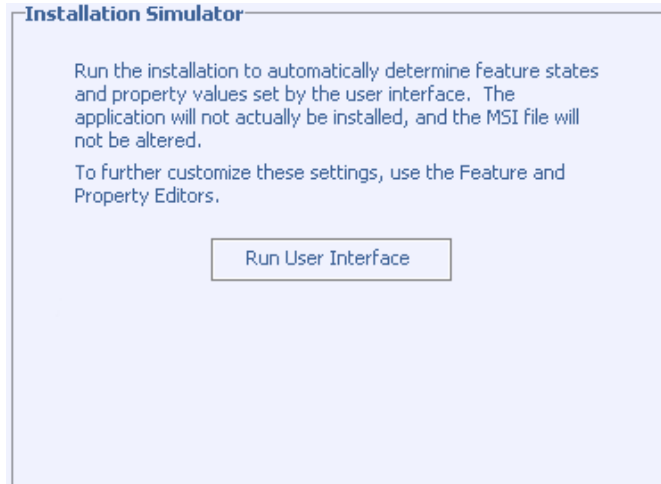 Installation Simulator
Run the installation to automatically determine feature states
and property values set by the user interface.  The
application will not actually be installed, and the MSI file will
not be altered.
To further customize these settings, use the Feature and
Property Editors.
Run User Interface